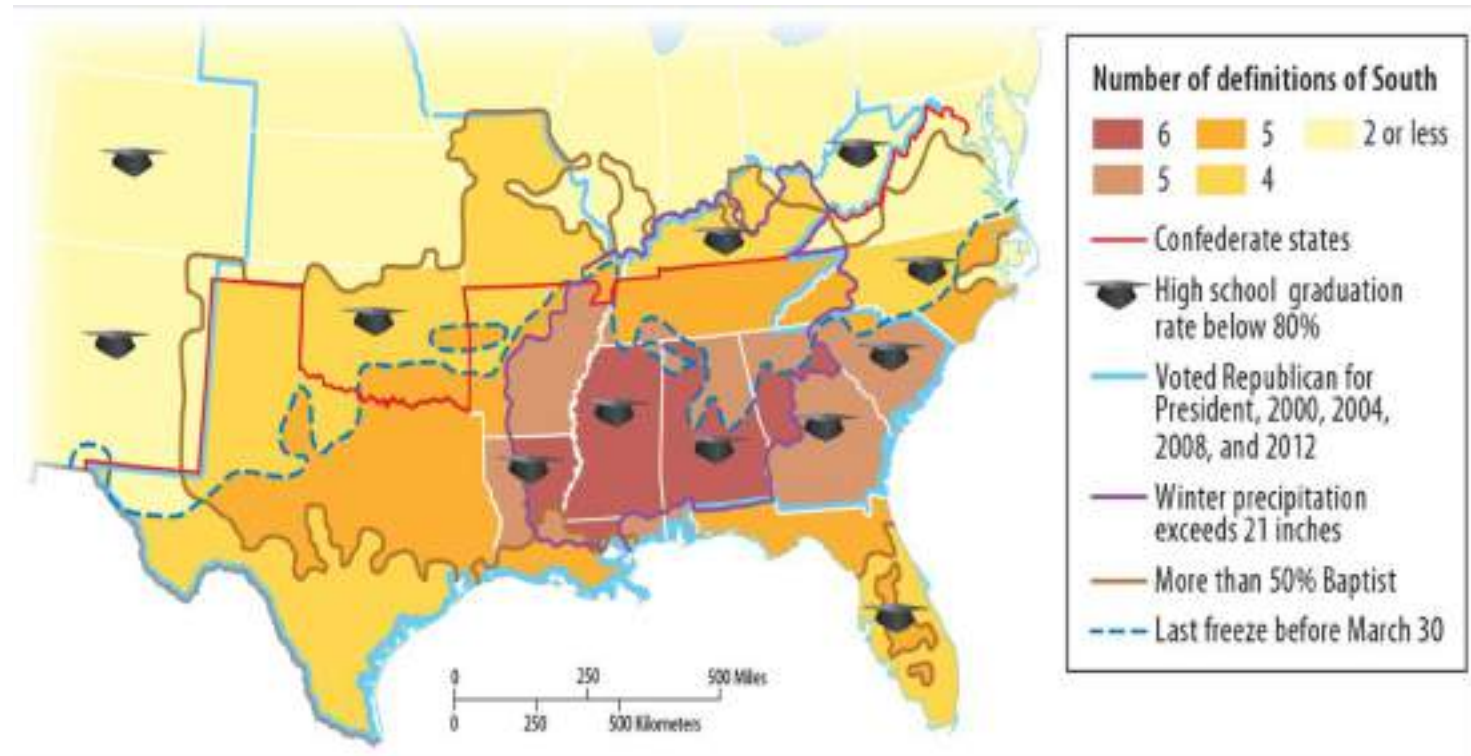 Number of definitions of South
6 5 2 or less
5 4
Confederate states
High school graduation
rate below 80%
Voted Republican for
President, 2000, 2004,
2008, and 2012
Winter precipitation
exceeds 21 inches
More than 50% Baptist
Last freeze before March 30
0 250 500 Miles
0 250 500 Kilometers